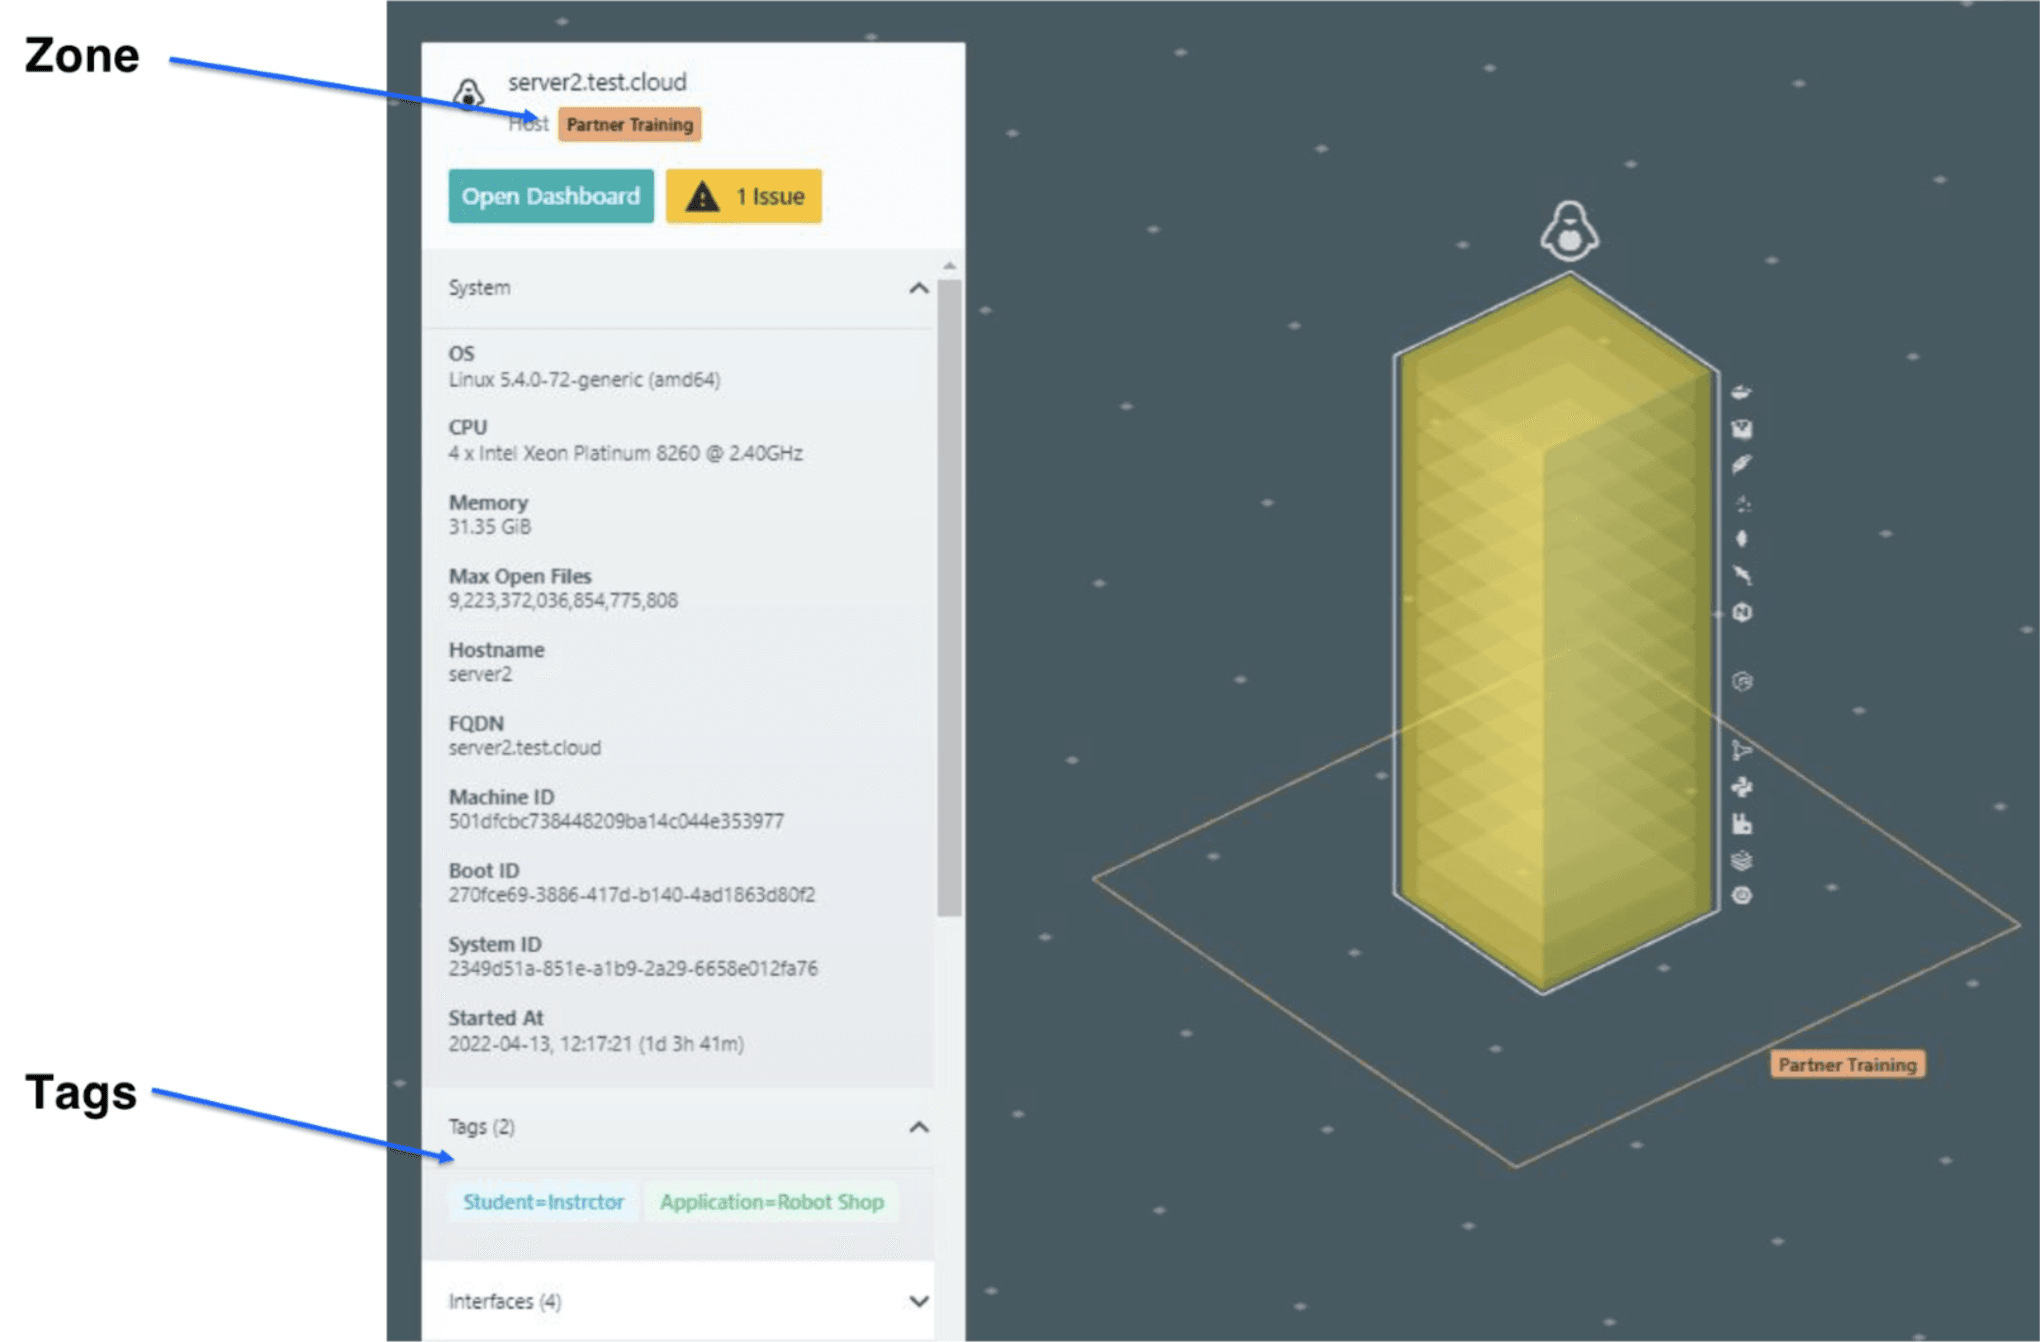 Zone
server2.test.cloud
Host Partner Training
Open Dashboard 1 Issue
System
OS
Linux 5.4.0-72-generic (amd64)
CPU
4 x Intel Xeon Platinum 8260 @ 2.40GHz
Memory
31.35 GiB
Max Open Files
9,223,372,036,854,775,808
Hostname
server2
FQDN
server2.test.cloud
Machine ID
501dfcbc738448209ba14c044e353977
Boot ID
270fce69-3886-417d-b140-4ad1863d80f2
System ID
2349d51a-851e-a1b9-2a29-6658e012fa76
Started At
2022-04-13, 12:17:21 (1d 3h 41m)
Partner Training
Tags
Tags (2)
Student=Instrctor Application=Robot Shop
Interfaces (4)